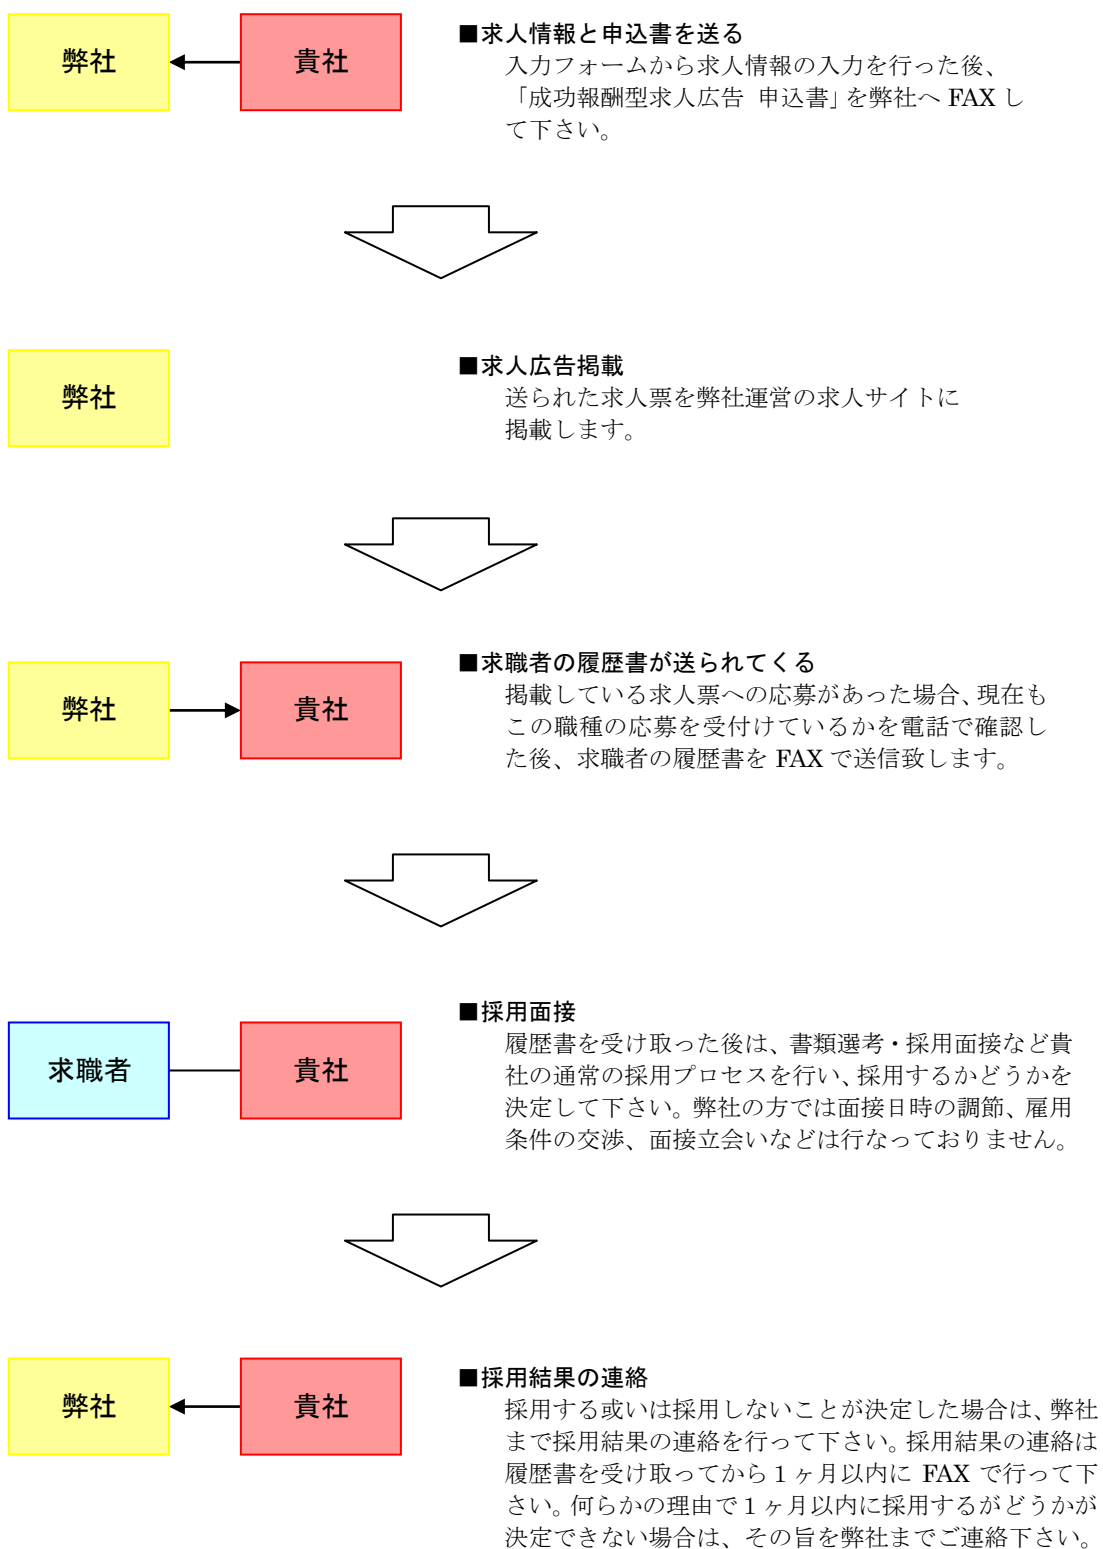 弊社
貴社
■求人情報と申込書を送る
入力フォームから求人情報の入力を行った後、
「成功報酬型求人広告 申込書」を弊社へ FAX し
て下さい。
弊社
■求人広告掲載
送られた求人票を弊社運営の求人サイトに
掲載します。
弊社
貴社
■求職者の履歴書が送られてくる
掲載している求人票への応募があった場合、現在も
この職種の応募を受付けているかを電話で確認し
た後、求職者の履歴書を FAX で送信致します。
求職者
貴社
■採用面接
履歴書を受け取った後は、書類選考・採用面接など貴
社の通常の採用プロセスを行い、採用するかどうかを
決定して下さい。弊社の方では面接日時の調節、雇用
条件の交渉、面接立会いなどは行なっておりません。
弊社
貴社
■採用結果の連絡
採用する或いは採用しないことが決定した場合は、弊社
まで採用結果の連絡を行って下さい。採用結果の連絡は
履歴書を受け取ってから１ヶ月以内に FAX で行って下
さい。何らかの理由で１ヶ月以内に採用するがどうかが
決定できない場合は、その旨を弊社までご連絡下さい。